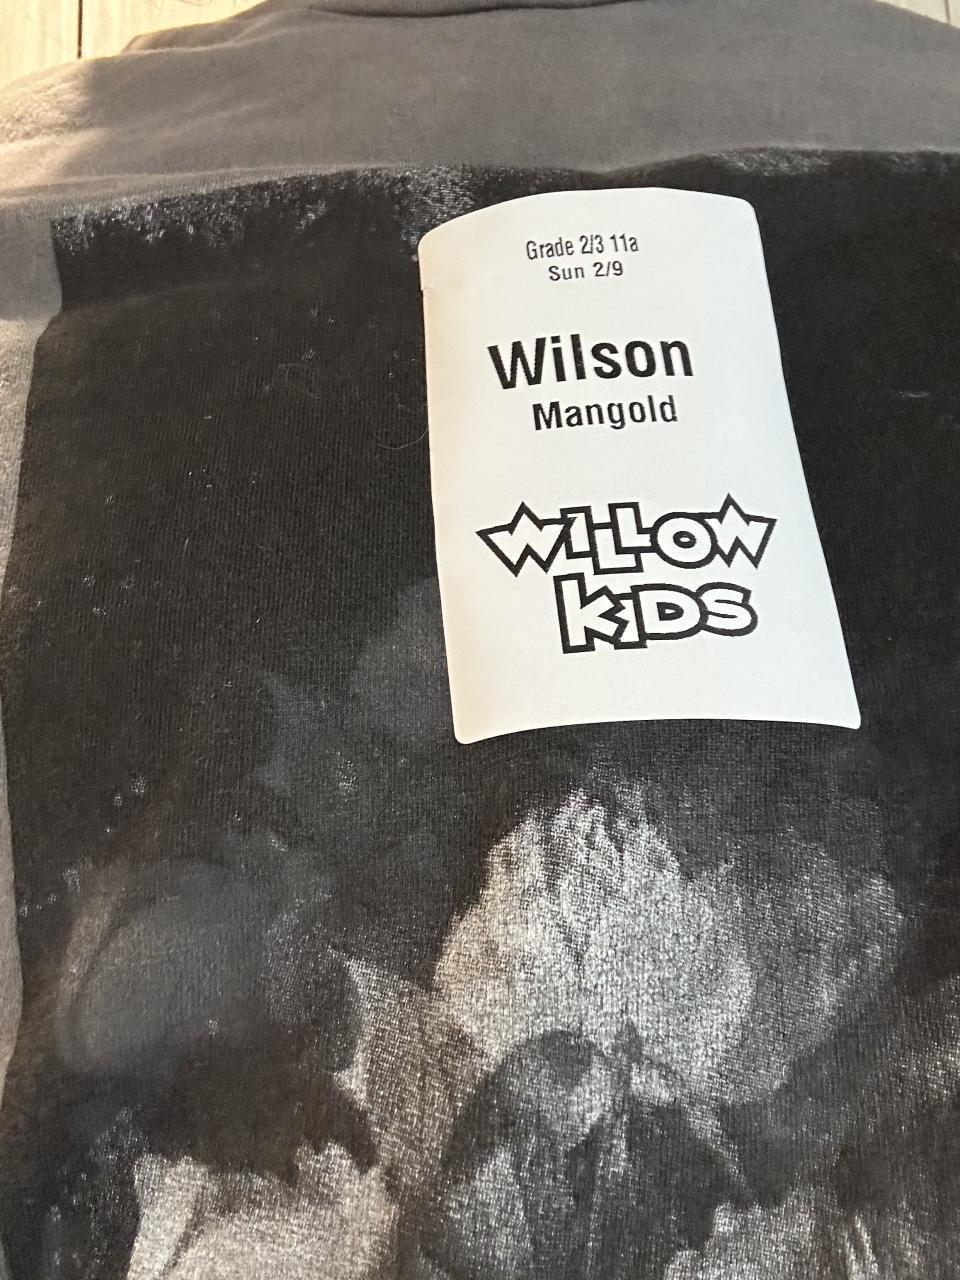 Grade 2/3 11a
Sun 2/9
Wilson
Mangold
WILLOW
KiDS